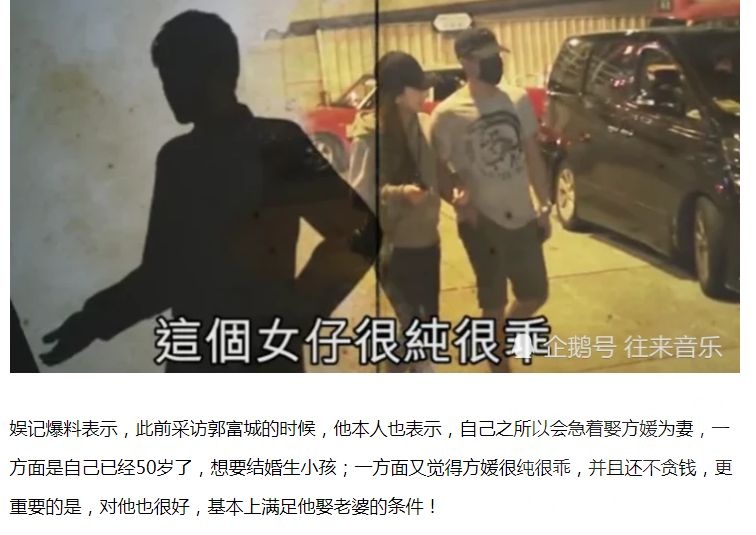 這個女仔很純很乖
企鹅号 往来音乐
娱记爆料表示，此前采访郭富城的时候，他本人也表示，自己之所以会急着娶方媛为妻，一
方面是自己已经50岁了，想要结婚生小孩；一方面又觉得方媛很纯很乖，并且还不贪钱，更
重要的是，对他也很好，基本上满足他娶老婆的条件！